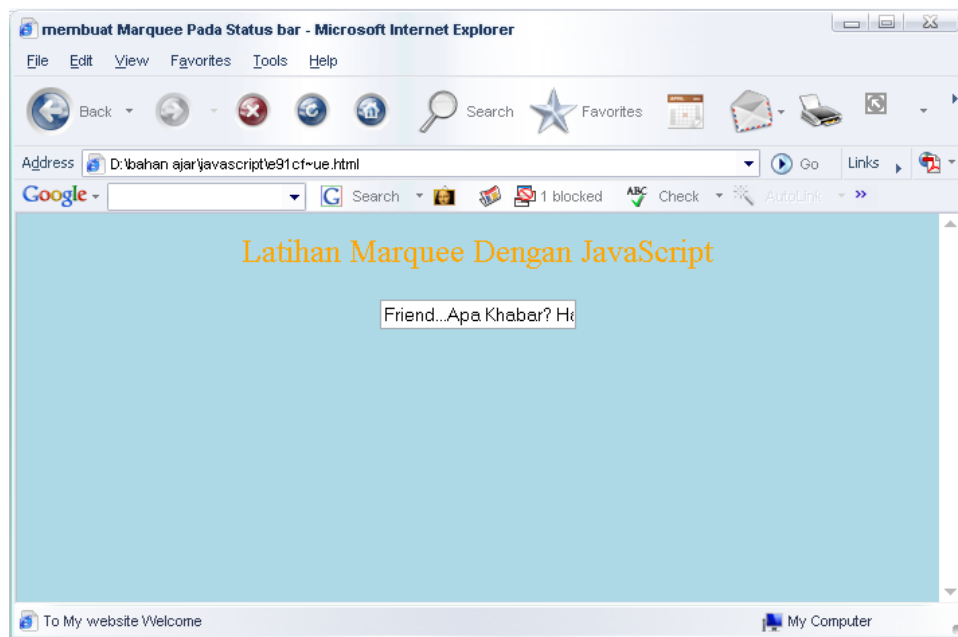 membuat Marquee Pada Status bar - Microsoft Internet Explorer
File Edit View Favorites Tools Help
Back Search Favorites
Address D:\bahan ajar\javascript\e91cf~ue.html Go Links
Google Search 1 blocked ABC Check AutoLink
Latihan Marquee Dengan JavaScript
Friend...Apa Khabar? Ha
To My website Welcome My Computer